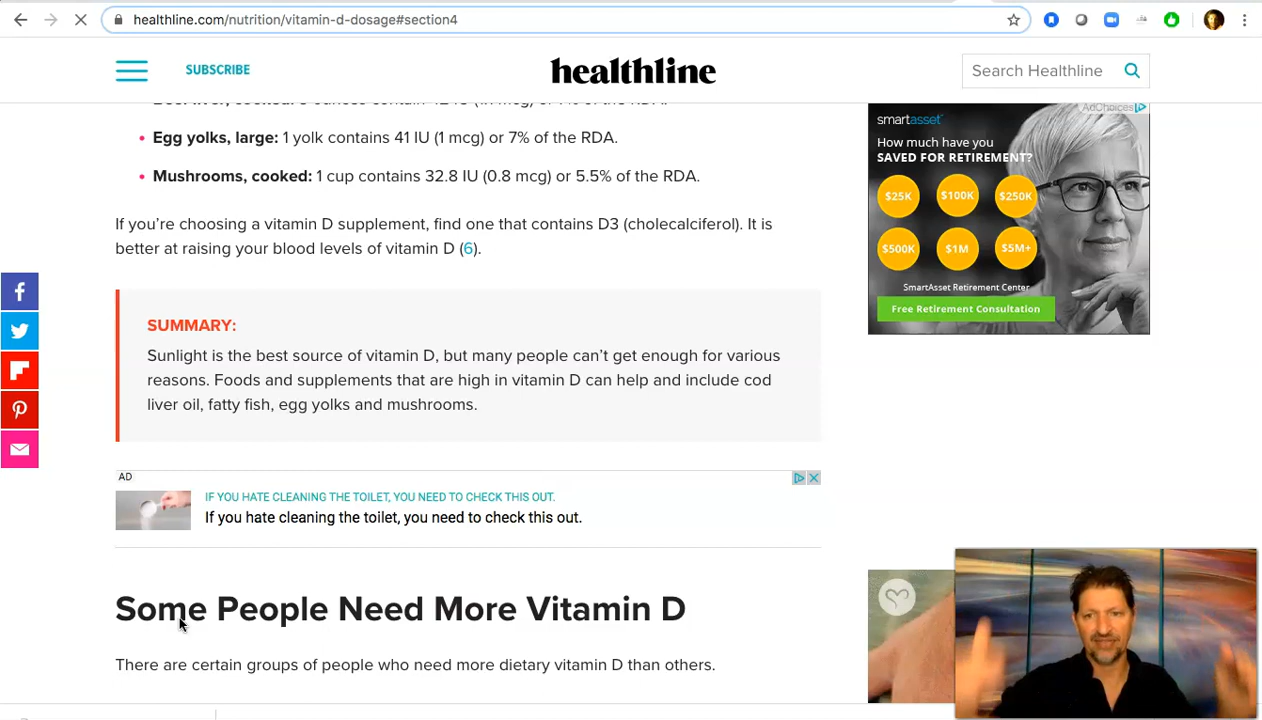 healthline.com/nutrition/vitamin-d-dosage#section4
SUBSCRIBE
healthline
Search Healthline
• Egg yolks, large: 1 yolk contains 41 IU (1 mcg) or 7% of the RDA.
• Mushrooms, cooked: 1 cup contains 32.8 IU (0.8 mcg) or 5.5% of the RDA.
If you’re choosing a vitamin D supplement, find one that contains D3 (cholecalciferol). It is
better at raising your blood levels of vitamin D (6).
SUMMARY:
Sunlight is the best source of vitamin D, but many people can’t get enough for various
reasons. Foods and supplements that are high in vitamin D can help and include cod
liver oil, fatty fish, egg yolks and mushrooms.
AD
IF YOU HATE CLEANING THE TOILET, YOU NEED TO CHECK THIS OUT.
If you hate cleaning the toilet, you need to check this out.
Some People Need More Vitamin D
There are certain groups of people who need more dietary vitamin D than others.
AdChoices
smartasset
How much have you
SAVED FOR RETIREMENT?
$25K $100K $250K
$500K $1M $5M+
SmartAsset Retirement Center
Free Retirement Consultation